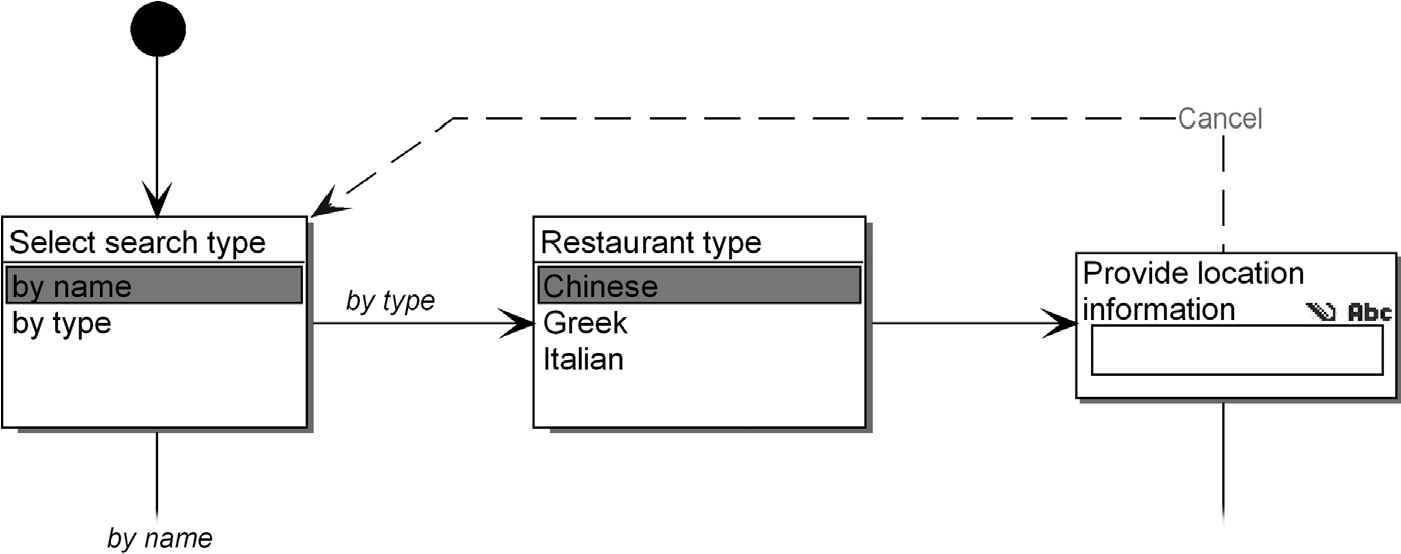 Cancel
Select search type
by name
by type
by type
Restaurant type
Chinese
Greek
Italian
Provide location
information
Abc
by name